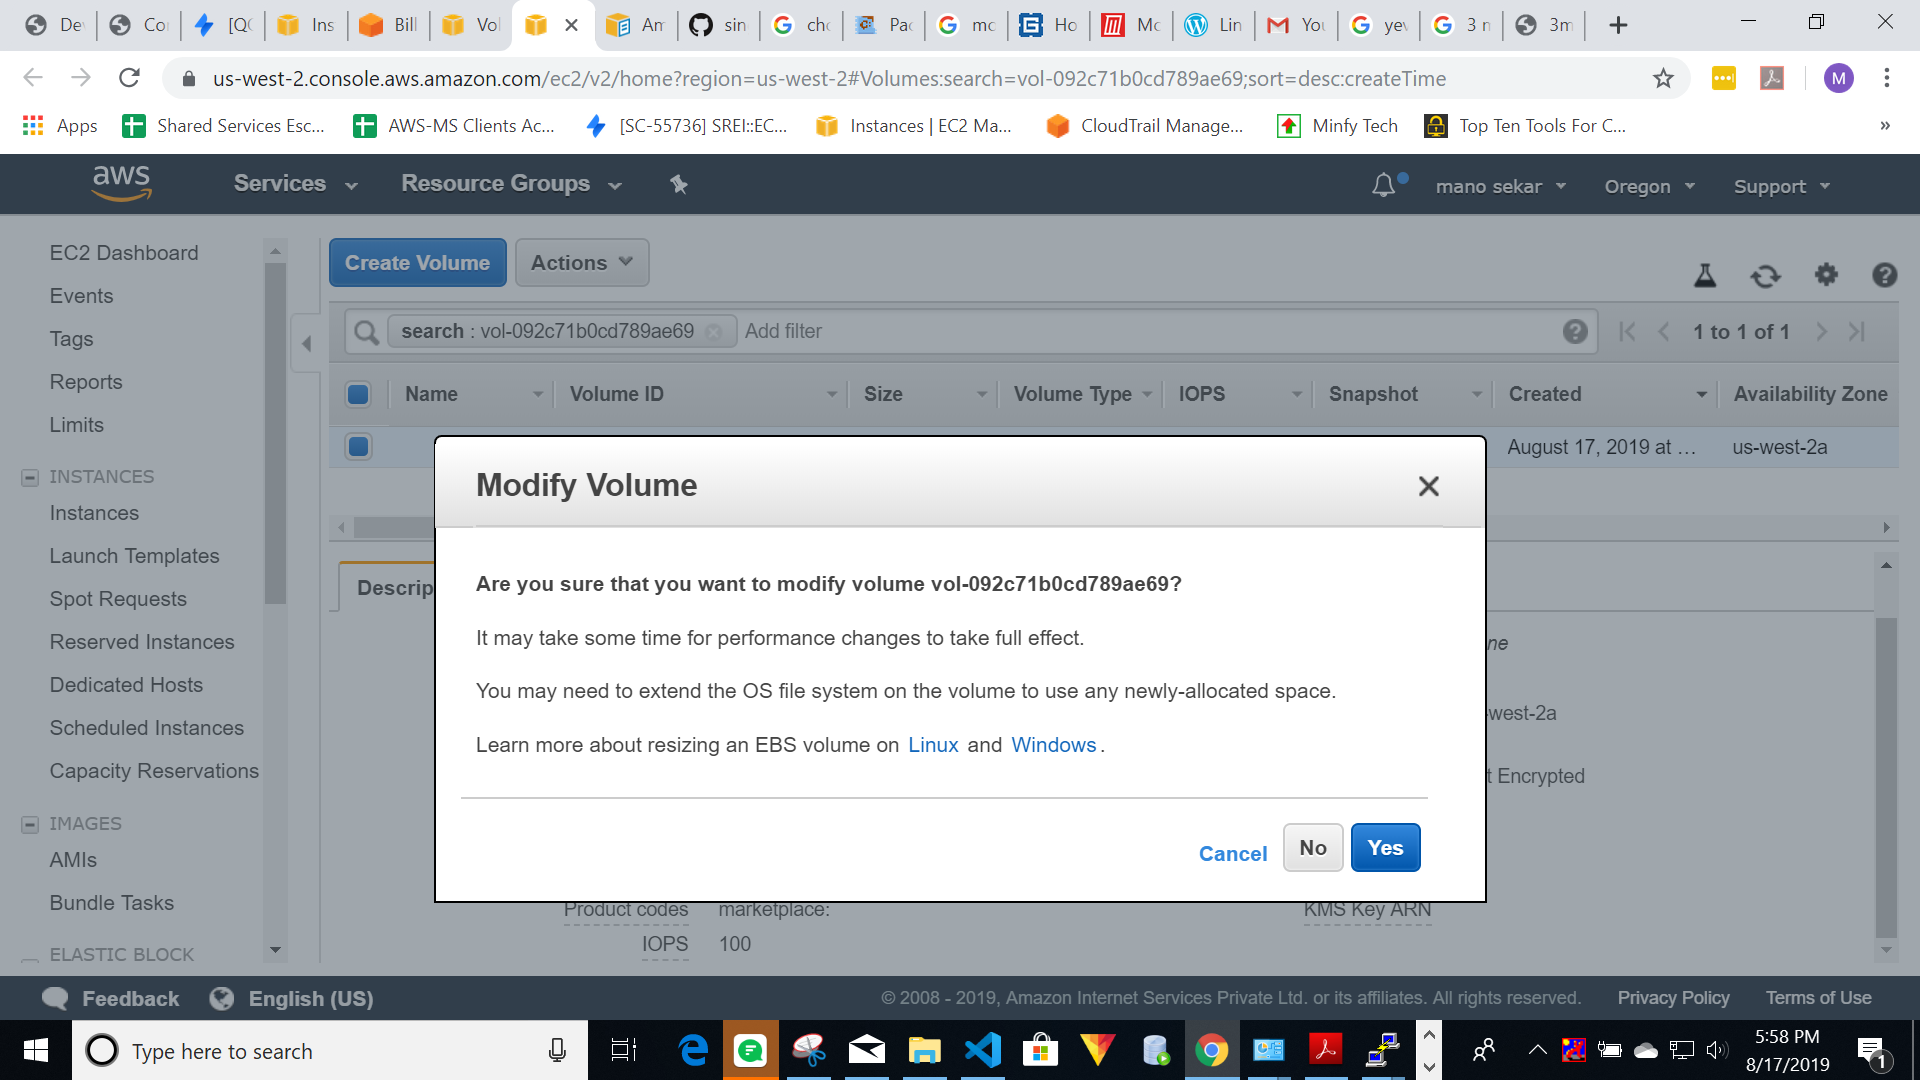 De
Co
[QC
Ins
Bill
Vol
Am
sin
cho
Pac
mo
Ho
Mo
Lin
You
yev
3 n
3m
us-west-2.console.aws.amazon.com/ec2/v2/home?region=us-west-2#Volumes:search=vol-092c71b0cd789ae69;sort=desc:createTime
M
Apps
Shared Services Esc...
AWS-MS Clients Ac...
[SC-55736] SREI::EC...
Instances | EC2 Ma...
CloudTrail Manage...
Minfy Tech
Top Ten Tools For C...
»
aws
Services
Resource Groups
mano sekar
Oregon
Support
EC2 Dashboard
Events
Tags
Reports
Limits
INSTANCES
Instances
Launch Templates
Spot Requests
Reserved Instances
Dedicated Hosts
Scheduled Instances
Capacity Reservations
IMAGES
AMIs
Bundle Tasks
ELASTIC BLOCK
Create Volume
Actions
search : vol-092c71b0cd789ae69
Add filter
1 to 1 of 1
Name
Volume ID
Size
Volume Type
IOPS
Snapshot
Created
Availability Zone
August 17, 2019 at ...
us-west-2a
Descrip
Modify Volume
Are you sure that you want to modify volume vol-092c71b0cd789ae69?
It may take some time for performance changes to take full effect.
You may need to extend the OS file system on the volume to use any newly-allocated space.
Learn more about resizing an EBS volume on Linux and Windows.
Cancel
No
Yes
ne
-west-2a
t Encrypted
Product codes
marketplace:
KMS Key ARN
IOPS
100
Feedback
English (US)
© 2008 - 2019, Amazon Internet Services Private Ltd. or its affiliates. All rights reserved.
Privacy Policy
Terms of Use
Type here to search
5:58 PM
8/17/2019
1